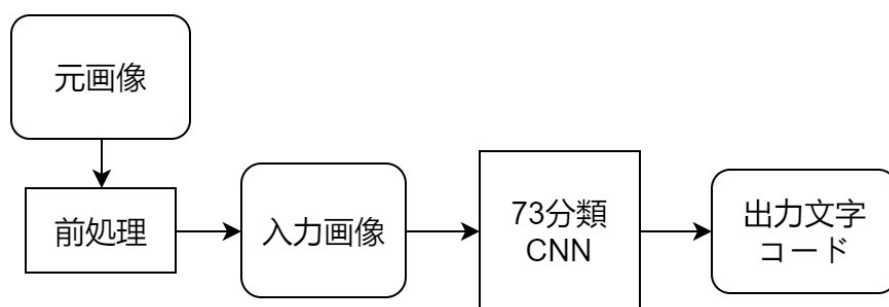 元画像
前処理
入力画像
73分類
CNN
出力文字
コード